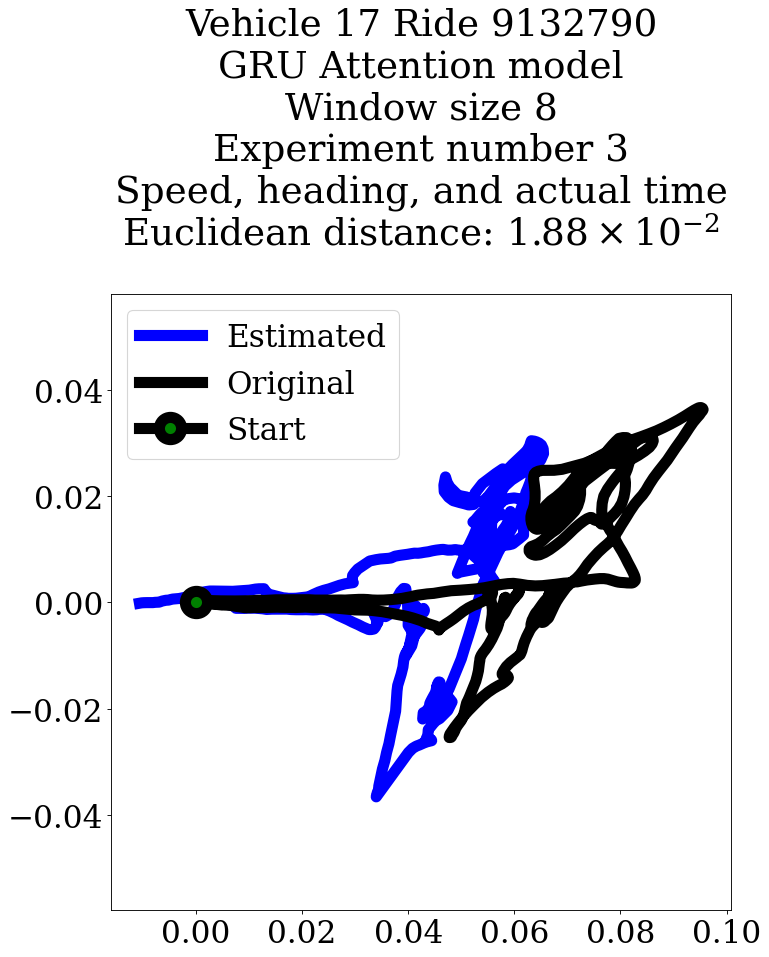 Vehicle 17 Ride 9132790
GRU Attention model
Window size 8
Experiment number 3
Speed, heading, and actual time
Euclidean distance: 1.88 × 10⁻²
Estimated
Original
Start
0.04
0.02
0.00
−0.02
−0.04
0.00 0.02 0.04 0.06 0.08 0.10